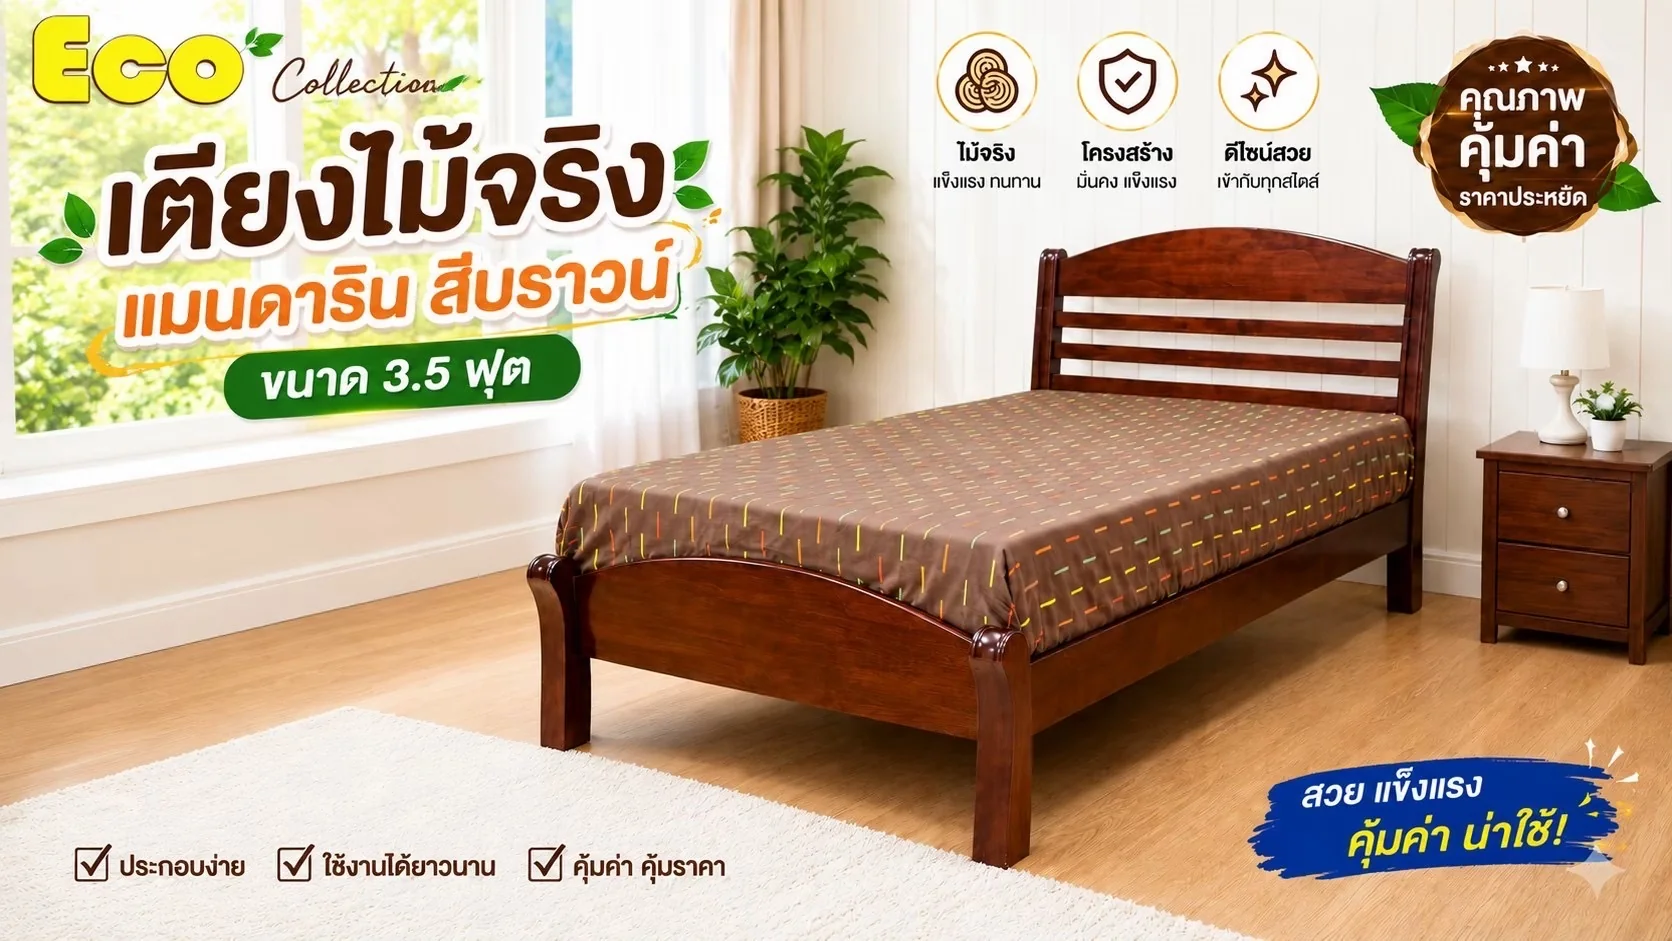 Eco Collection
เตียงไม้จริง
แมนดาริน สีบราวน์
ขนาด 3.5 ฟุต
ไม้จริง
แข็งแรง ทนทาน
โครงสร้าง
มั่นคง แข็งแรง
ดีไซน์สวย
เข้ากับทุกสไตล์
คุณภาพ
คุ้มค่า
ราคาประหยัด
ประกอบง่าย
ใช้งานได้ยาวนาน
คุ้มค่า คุ้มราคา
สวย แข็งแรง
คุ้มค่า น่าใช้!